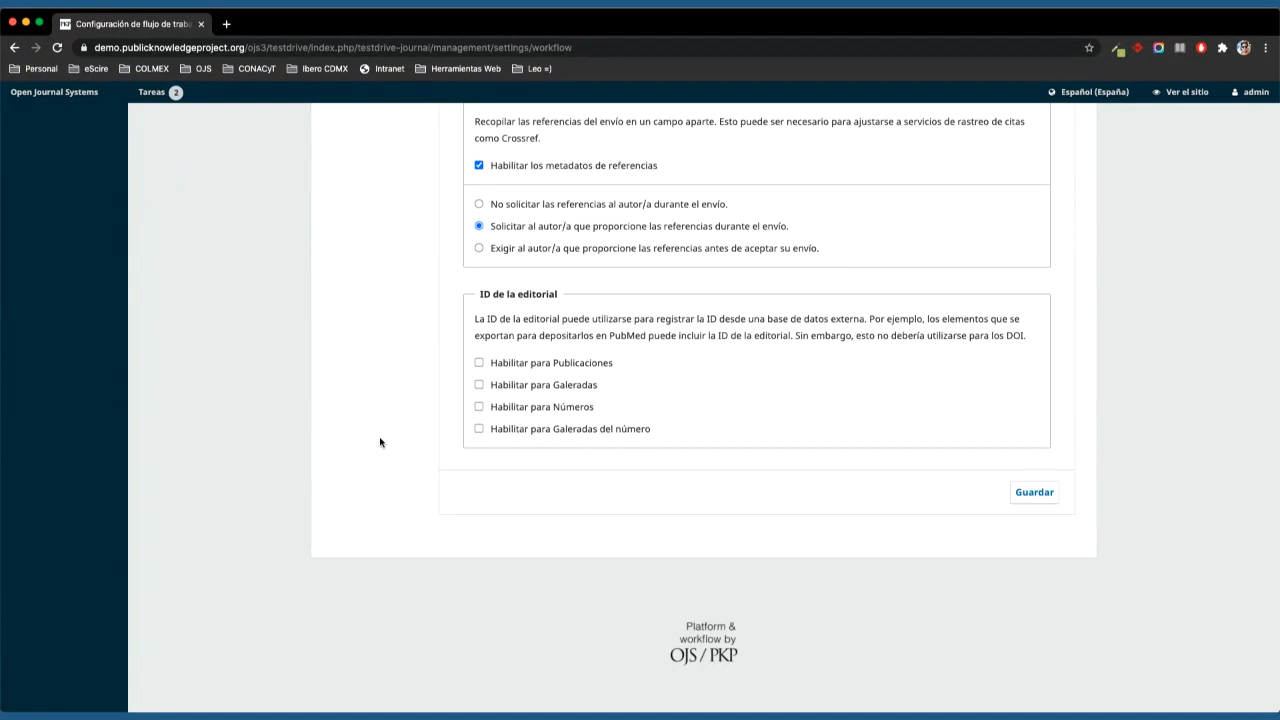 Configuración de flujo de trab
demo.publicknowledgeproject.org/ojs3/testdrive/index.php/testdrive-journal/management/settings/workflow
Personal eScire COLMEX OJS CONACyT Ibero CDMX Intranet Herramientas Web Leo =)
Open Journal Systems Tareas 2 Español (España) Ver el sitio admin
Recopilar las referencias del envío en un campo aparte. Esto puede ser necesario para ajustarse a servicios de rastreo de citas
como Crossref.
Habilitar los metadatos de referencias
No solicitar las referencias al autor/a durante el envío.
Solicitar al autor/a que proporcione las referencias durante el envío.
Exigir al autor/a que proporcione las referencias antes de aceptar su envío.
ID de la editorial
La ID de la editorial puede utilizarse para registrar la ID desde una base de datos externa. Por ejemplo, los elementos que se
exportan para depositarlos en PubMed puede incluir la ID de la editorial. Sin embargo, esto no debería utilizarse para los DOI.
Habilitar para Publicaciones
Habilitar para Galeradas
Habilitar para Números
Habilitar para Galeradas del número
Guardar
Platform &
workflow by
OJS / PKP